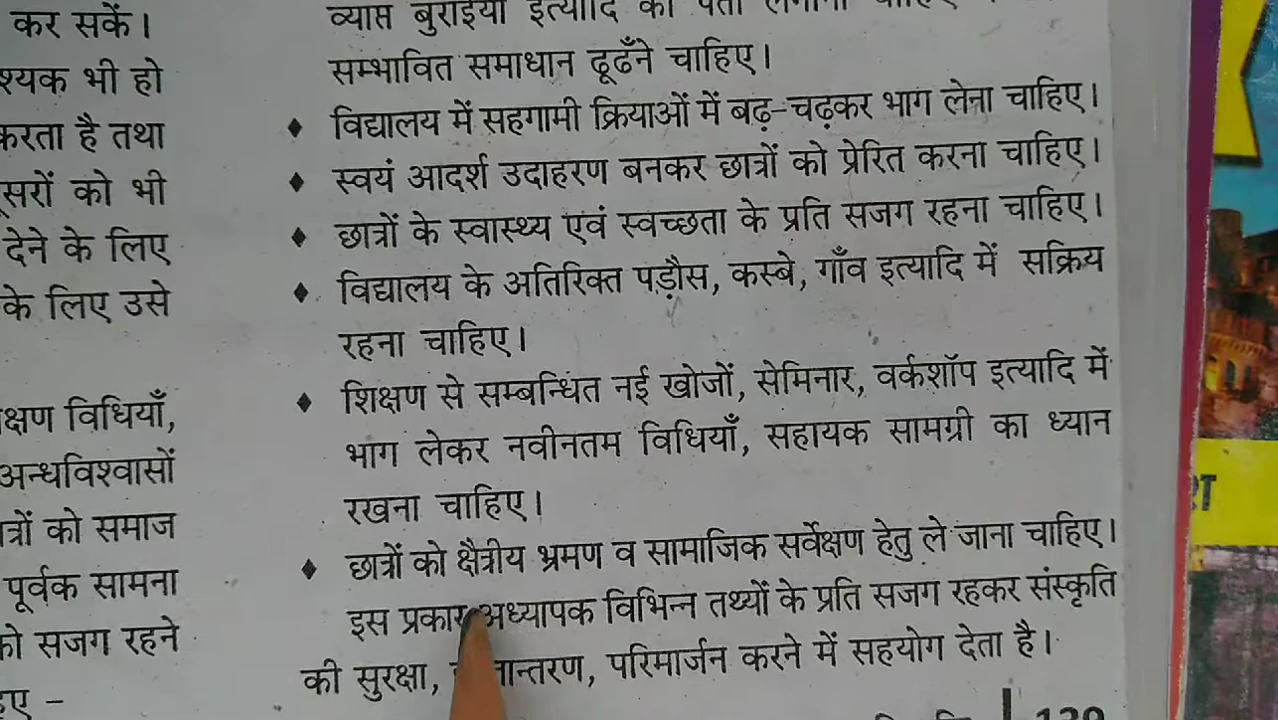 कर सकें।
श्यक भी हो
करता है तथा
सरों को भी
देने के लिए
के लिए उसे
क्षण विधियाँ,
अन्धविश्वासों
त्रों को समाज
पूर्वक सामना
को सजग रहने
व्याप्त बुराइयों इत्यादि का पता लगाना चाहिए
सम्भावित समाधान ढूढँने चाहिए।
♦ विद्यालय में सहगामी क्रियाओं में बढ़-चढ़कर भाग लेना चाहिए।
♦ स्वयं आदर्श उदाहरण बनकर छात्रों को प्रेरित करना चाहिए।
♦ छात्रों के स्वास्थ्य एवं स्वच्छता के प्रति सजग रहना चाहिए।
♦ विद्यालय के अतिरिक्त पड़ौस, कस्बे, गाँव इत्यादि में सक्रिय
रहना चाहिए।
♦ शिक्षण से सम्बन्धित नई खोजों, सेमिनार, वर्कशॉप इत्यादि में
भाग लेकर नवीनतम विधियाँ, सहायक सामग्री का ध्यान
रखना चाहिए।
♦ छात्रों को क्षैत्रीय भ्रमण व सामाजिक सर्वेक्षण हेतु ले जाना चाहिए।
इस प्रकार अध्यापक विभिन्न तथ्यों के प्रति सजग रहकर संस्कृति
की सुरक्षा, परिमार्जन करने में सहयोग देता है।